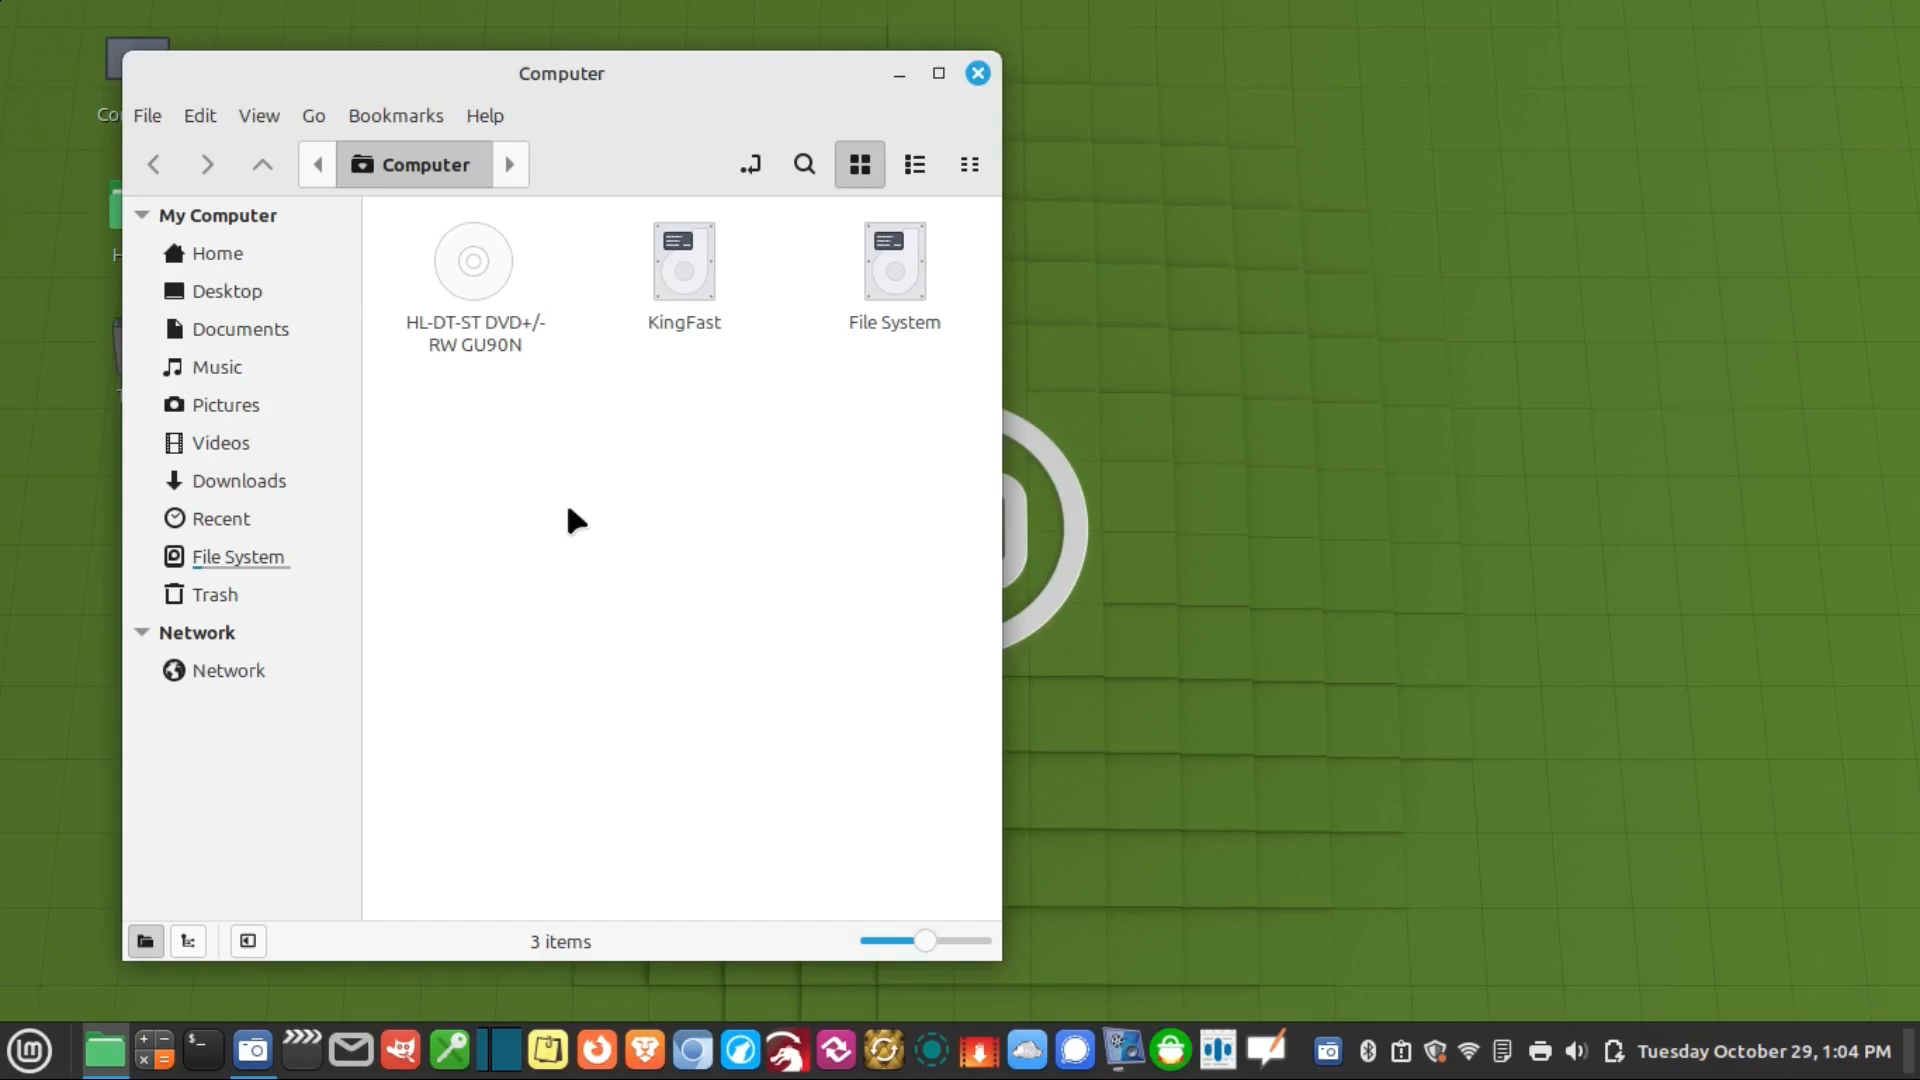 Computer
File Edit View Go Bookmarks Help
Computer
My Computer
Home
Desktop
Documents
Music
Pictures
Videos
Downloads
Recent
File System
Trash
Network
Network
HL-DT-ST DVD+/-
RW GU90N
KingFast
File System
3 items
Tuesday October 29, 1:04 PM